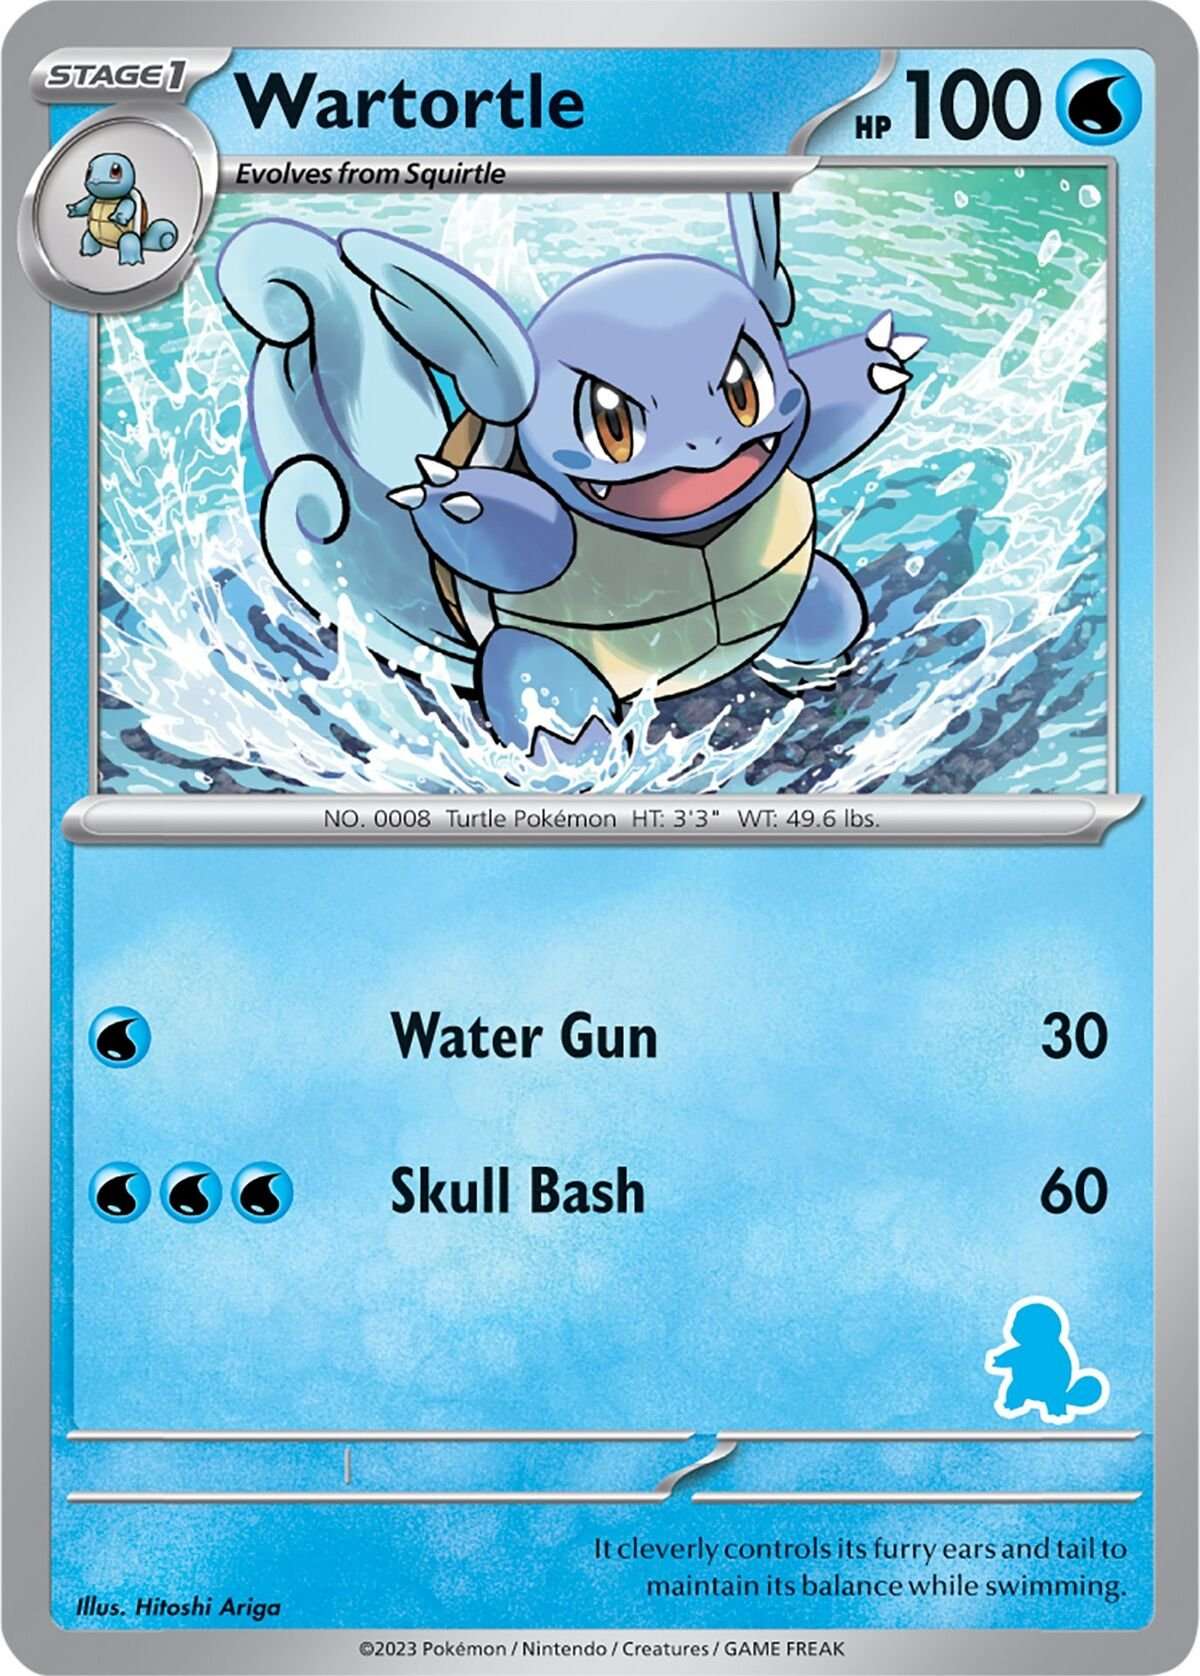 STAGE1
Wartortle
HP 100
Evolves from Squirtle
NO. 0008 Turtle Pokémon HT: 3'3" WT: 49.6 lbs.
Water Gun 30
Skull Bash 60
It cleverly controls its furry ears and tail to
maintain its balance while swimming.
Illus. Hitoshi Ariga
©2023 Pokémon / Nintendo / Creatures / GAME FREAK